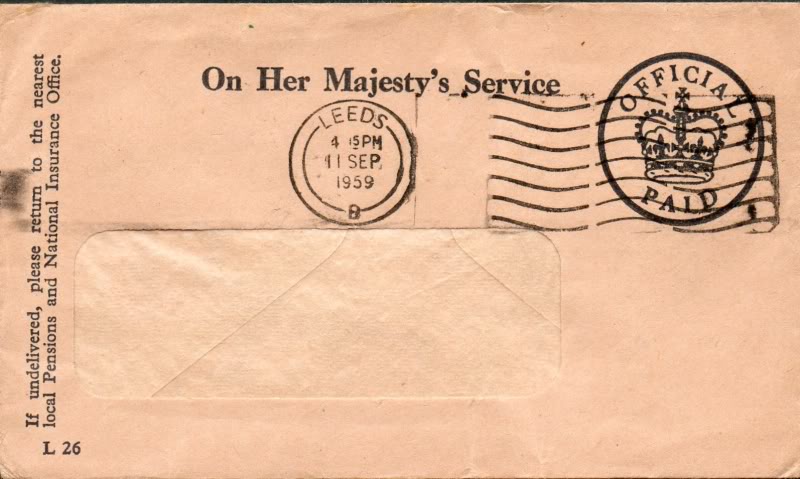 On Her Majesty's Service
OFFICIAL
PAID
LEEDS
4 15 PM
11 SEP
1959
B
If undelivered, please return to the nearest
local Pensions and National Insurance Office.
L 26